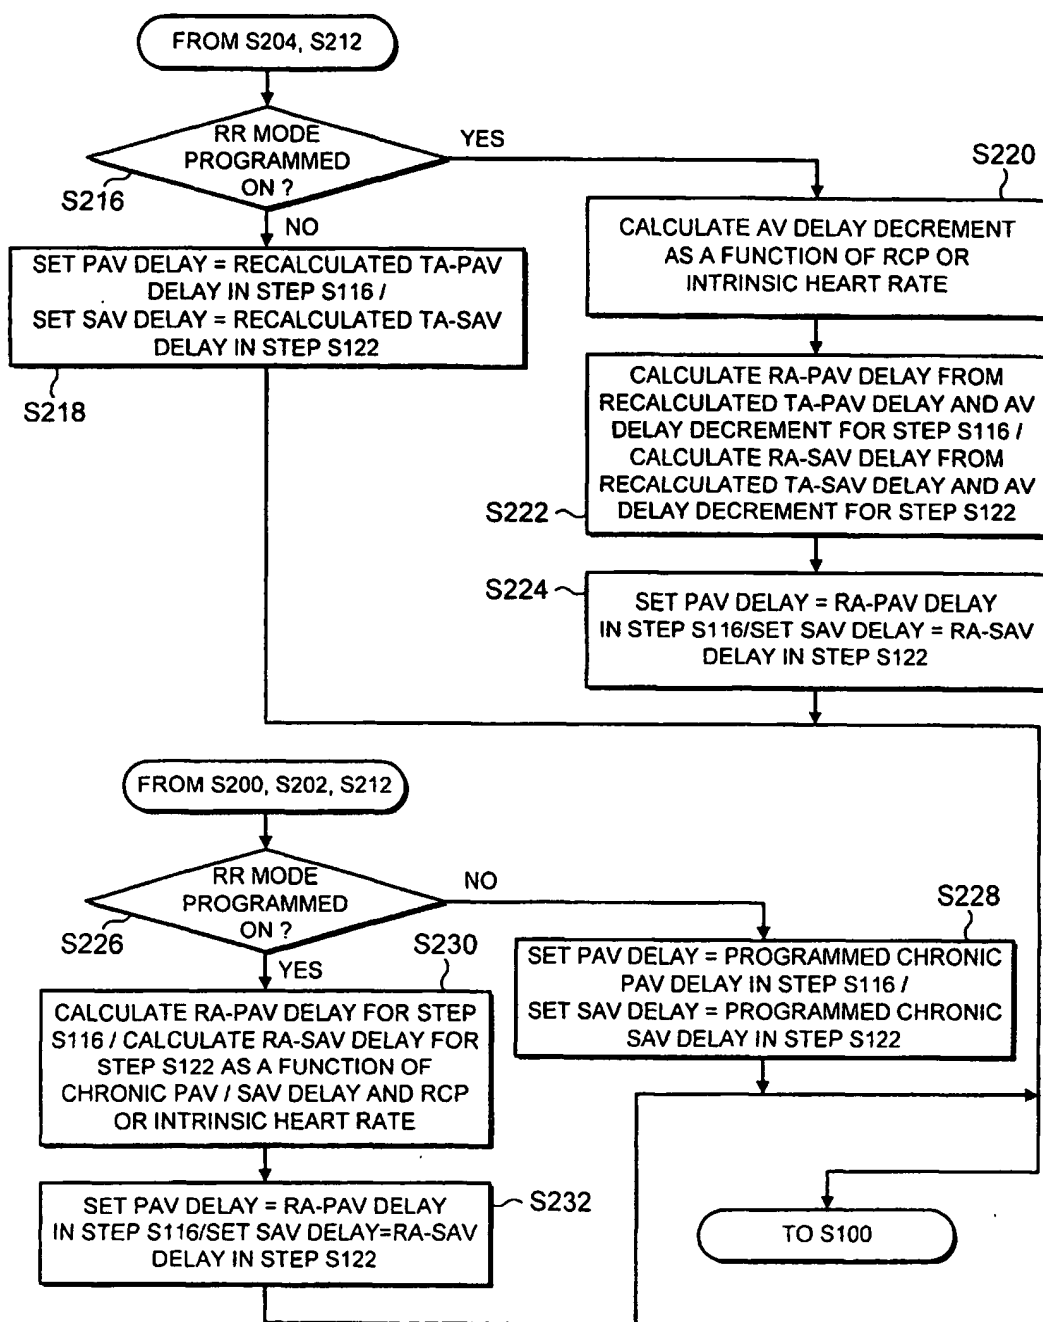 FROM S204, S212
RR MODE
PROGRAMMED
ON ?
YES
S216
NO
S220
CALCULATE AV DELAY DECREMENT
AS A FUNCTION OF RCP OR
INTRINSIC HEART RATE
SET PAV DELAY = RECALCULATED TA-PAV
DELAY IN STEP S116 /
SET SAV DELAY = RECALCULATED TA-SAV
DELAY IN STEP S122
S218
CALCULATE RA-PAV DELAY FROM
RECALCULATED TA-PAV DELAY AND AV
DELAY DECREMENT FOR STEP S116 /
CALCULATE RA-SAV DELAY FROM
RECALCULATED TA-SAV DELAY AND AV
DELAY DECREMENT FOR STEP S122
S222
S224
SET PAV DELAY = RA-PAV DELAY
IN STEP S116/SET SAV DELAY = RA-SAV
DELAY IN STEP S122
FROM S200, S202, S212
RR MODE
PROGRAMMED
ON ?
NO
S226
YES
S228
SET PAV DELAY = PROGRAMMED CHRONIC
PAV DELAY IN STEP S116 /
SET SAV DELAY = PROGRAMMED CHRONIC
SAV DELAY IN STEP S122
S230
CALCULATE RA-PAV DELAY FOR STEP
S116 / CALCULATE RA-SAV DELAY FOR
STEP S122 AS A FUNCTION OF
CHRONIC PAV / SAV DELAY AND RCP
OR INTRINSIC HEART RATE
SET PAV DELAY = RA-PAV DELAY
IN STEP S116/SET SAV DELAY=RA-SAV
DELAY IN STEP S122
S232
TO S100